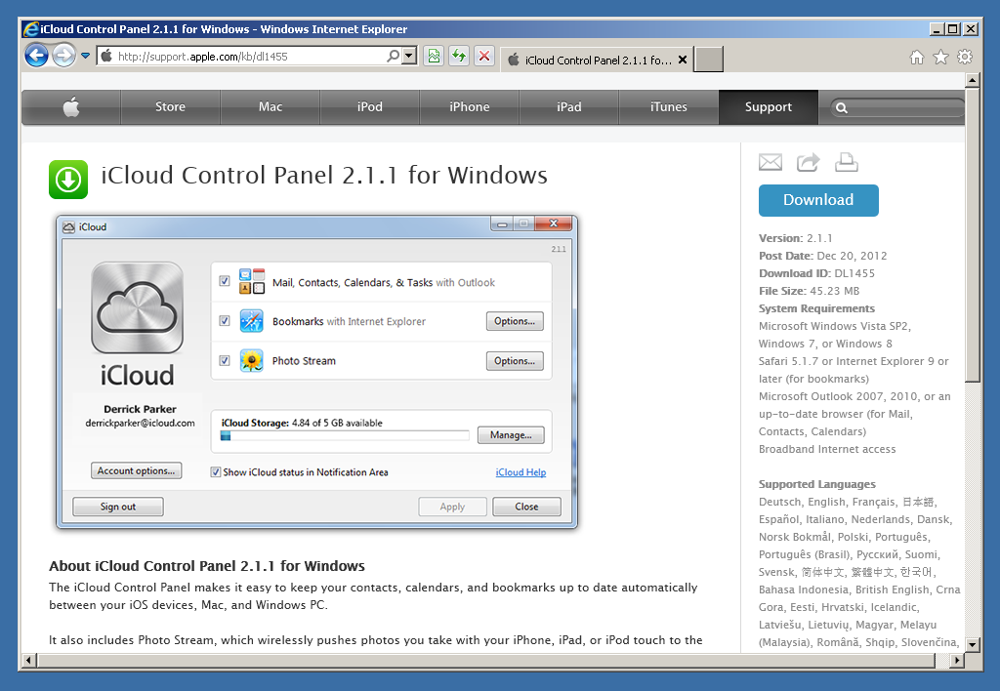 iCloud Control Panel 2.1.1 for Windows - Windows Internet Explorer
http://support.apple.com/kb/dl1455
iCloud Control Panel 2.1.1 fo...
Store Mac iPod iPhone iPad iTunes Support
iCloud Control Panel 2.1.1 for Windows
iCloud
2.1.1
Mail, Contacts, Calendars, & Tasks with Outlook
Bookmarks with Internet Explorer Options...
Photo Stream Options...
iCloud
Derrick Parker
derrickparker@icloud.com
iCloud Storage: 4.84 of 5 GB available
Manage...
Account options...
Show iCloud status in Notification Area iCloud Help
Sign out Apply Close
About iCloud Control Panel 2.1.1 for Windows
The iCloud Control Panel makes it easy to keep your contacts, calendars, and bookmarks up to date automatically
between your iOS devices, Mac, and Windows PC.
It also includes Photo Stream, which wirelessly pushes photos you take with your iPhone, iPad, or iPod touch to the
Download
Version: 2.1.1
Post Date: Dec 20, 2012
Download ID: DL1455
File Size: 45.23 MB
System Requirements
Microsoft Windows Vista SP2,
Windows 7, or Windows 8
Safari 5.1.7 or Internet Explorer 9 or
later (for bookmarks)
Microsoft Outlook 2007, 2010, or an
up-to-date browser (for Mail,
Contacts, Calendars)
Broadband Internet access
Supported Languages
Deutsch, English, Français, 日本語,
Español, Italiano, Nederlands, Dansk,
Norsk Bokmål, Polski, Português,
Português (Brasil), Русский, Suomi,
Svensk, 简体中文, 繁體中文, 한국어,
Bahasa Indonesia, British English, Crna
Gora, Eesti, Hrvatski, Icelandic,
Latviešu, Lietuvių, Magyar, Melayu
(Malaysia), Română, Shqip, Slovenčina,